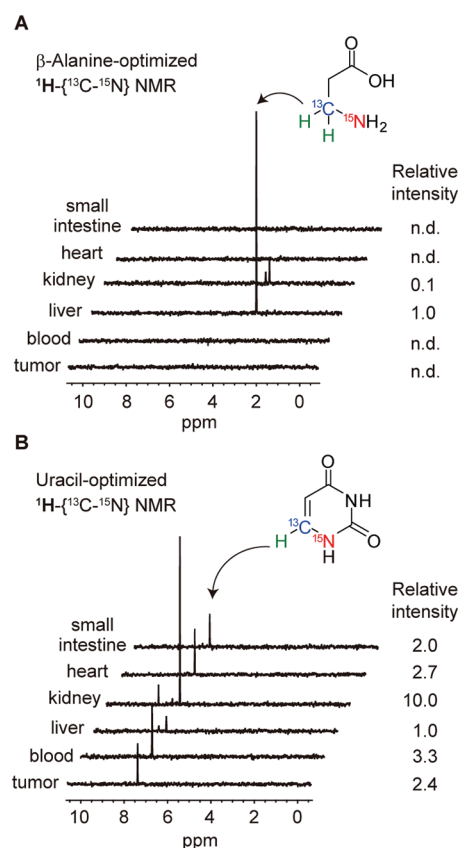 A
β-Alanine-optimized
¹H-{¹³C-¹⁵N} NMR
O
OH
¹³C
¹⁵NH₂
H
H
Relative
intensity
small
intestine
n.d.
heart
n.d.
kidney
0.1
liver
1.0
blood
n.d.
tumor
n.d.
10 8 6 4 2 0
ppm
B
Uracil-optimized
¹H-{¹³C-¹⁵N} NMR
O
NH
¹³C
¹⁵N
H
H
O
Relative
intensity
small
intestine
2.0
heart
2.7
kidney
10.0
liver
1.0
blood
3.3
tumor
2.4
10 8 6 4 2 0
ppm